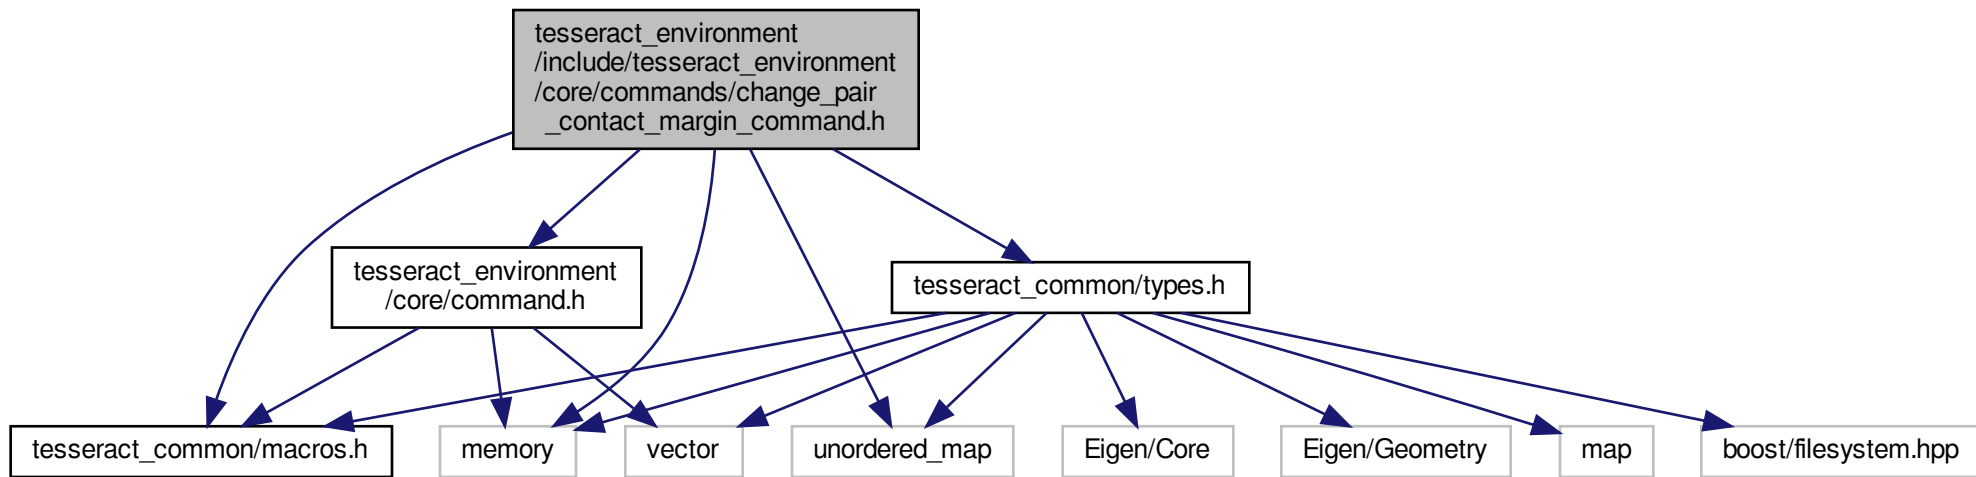 tesseract_environment
/include/tesseract_environment
/core/commands/change_pair
_contact_margin_command.h
tesseract_environment
/core/command.h
tesseract_common/types.h
tesseract_common/macros.h
memory
vector
unordered_map
Eigen/Core
Eigen/Geometry
map
boost/filesystem.hpp